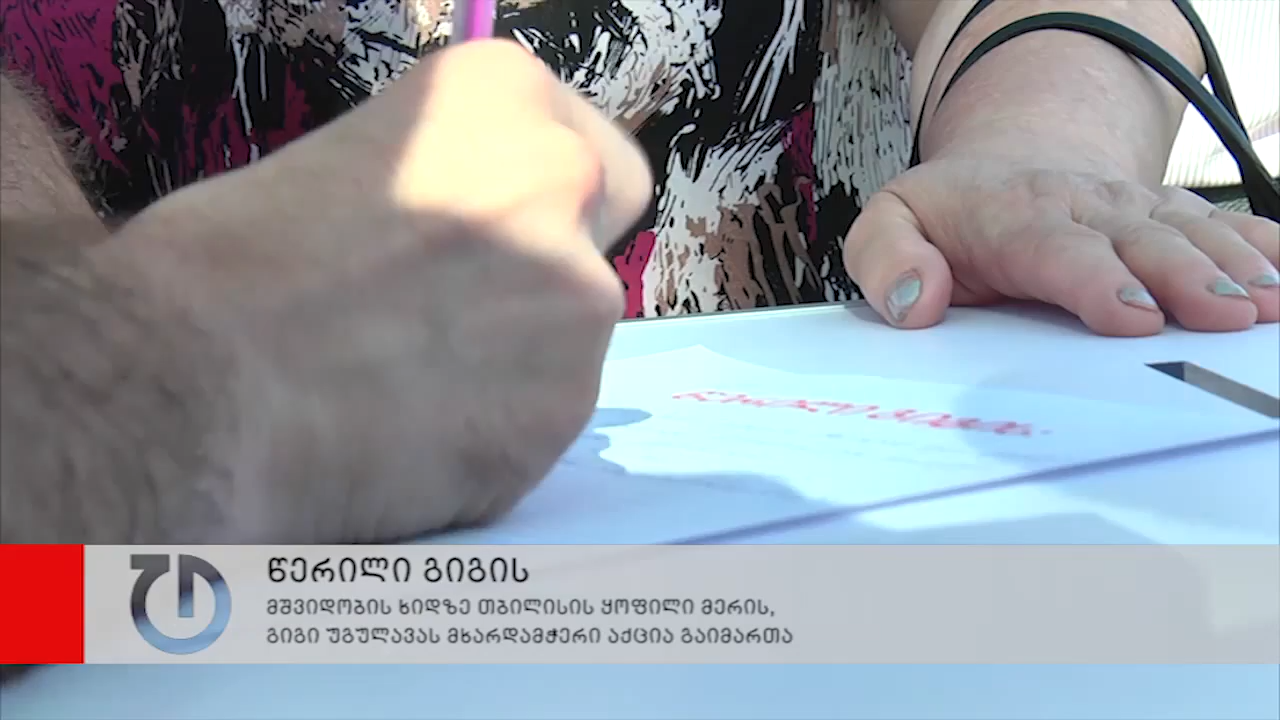 წერილი გიგის
მშვიდობის ხიდზე თბილისის ყოფილი მერის,
გიგი უგულავას მხარდამჭერი აქცია გაიმართა